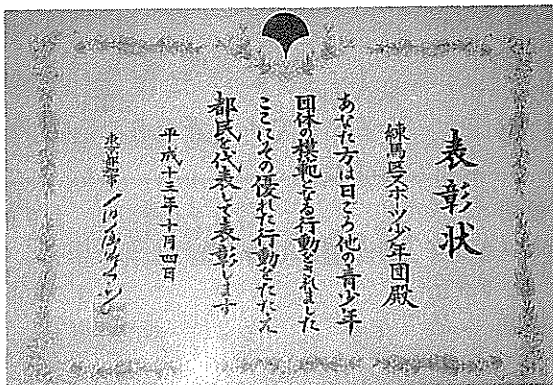 表彰状
練馬区スポーツ少年団殿
あなた方は日ごろ他の青少年
団体の模範となる行動をされました
ここにその優れた行動をたたえ
都民を代表して表彰します
平成十三年十月四日
東京都知事